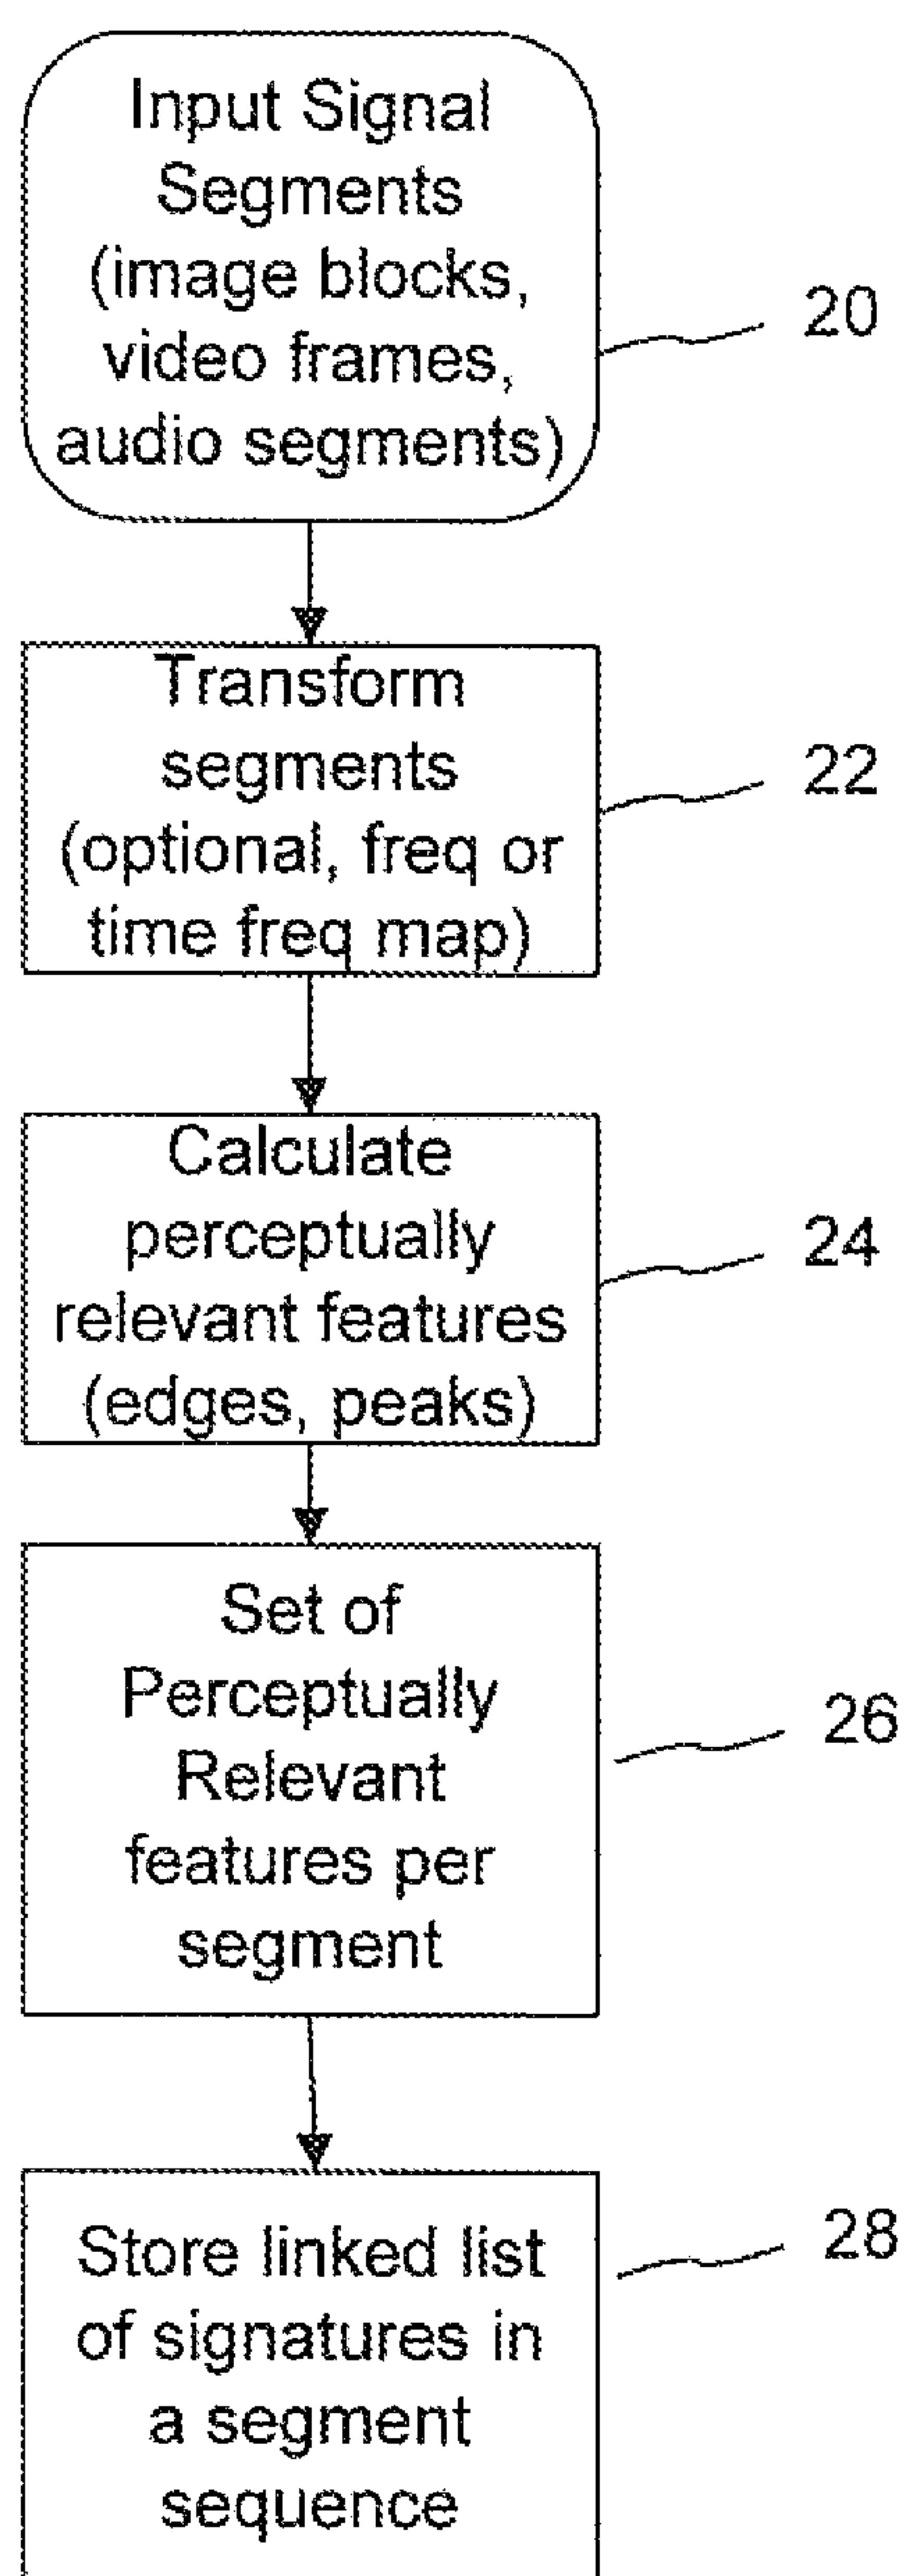 Input Signal
Segments
(image blocks,
video frames,
audio segments)
20
Transform
segments
(optional, freq or
time freq map)
22
Calculate
perceptually
relevant features
(edges, peaks)
24
Set of
Perceptually
Relevant
features per
segment
26
Store linked list
of signatures in
a segment
sequence
28